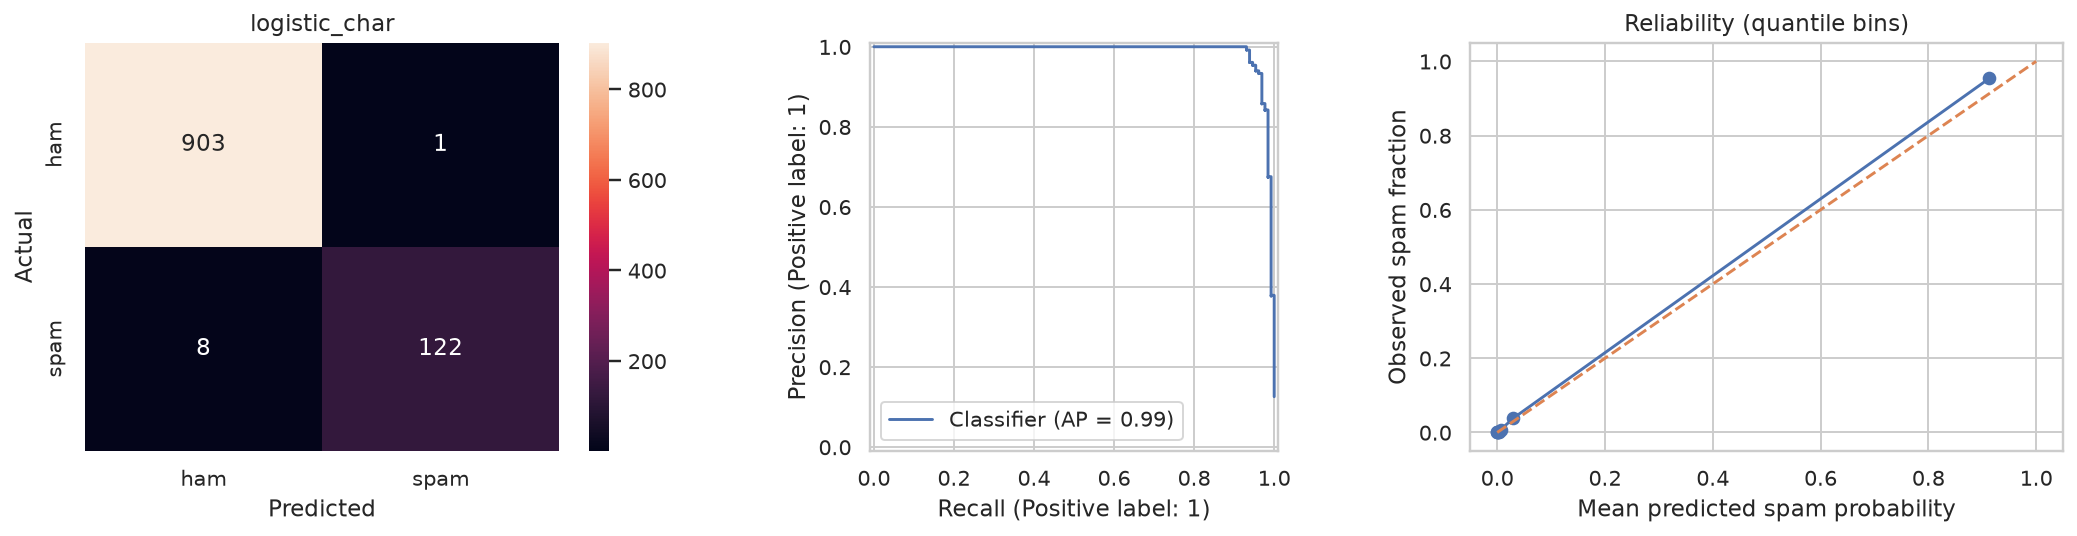 logistic_char
ham
spam
Actual
903
1
8
122
ham
spam
Predicted
800
600
400
200
1.0
0.8
0.6
0.4
0.2
0.0
Precision (Positive label: 1)
Classifier (AP = 0.99)
0.0 0.2 0.4 0.6 0.8 1.0
Recall (Positive label: 1)
Reliability (quantile bins)
1.0
0.8
0.6
0.4
0.2
0.0
Observed spam fraction
0.0 0.2 0.4 0.6 0.8 1.0
Mean predicted spam probability